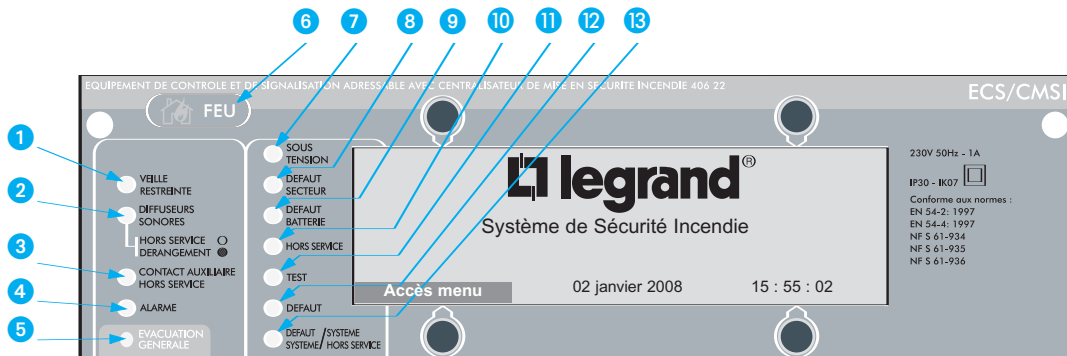 6 7 8 9 10 11 12 13
EQUIPEMENT DE CONTROLE ET DE SIGNALISATION ADRESSABLE AVEC CENTRALISATEUR DE MISE EN SECURITE INCENDIE 406 22
ECS/CMSI
FEU
1
VEILLE
RESTREINTE
2
DIFFUSEURS
SONORES
HORS SERVICE
DERANGEMENT
3
CONTACT AUXILIAIRE
HORS SERVICE
4
ALARME
5
EVACUATION
GENERALE
SOUS
TENSION
DEFAUT
SECTEUR
DEFAUT
BATTERIE
HORS SERVICE
TEST
DEFAUT
DEFAUT / SYSTEME
SYSTEME / HORS SERVICE
legrand®
Système de Sécurité Incendie
Accès menu
02 janvier 2008
15 : 55 : 02
230V 50Hz - 1A
IP30 - IK07
Conforme aux normes :
EN 54-2: 1997
EN 54-4: 1997
NF S 61-934
NF S 61-935
NF S 61-936